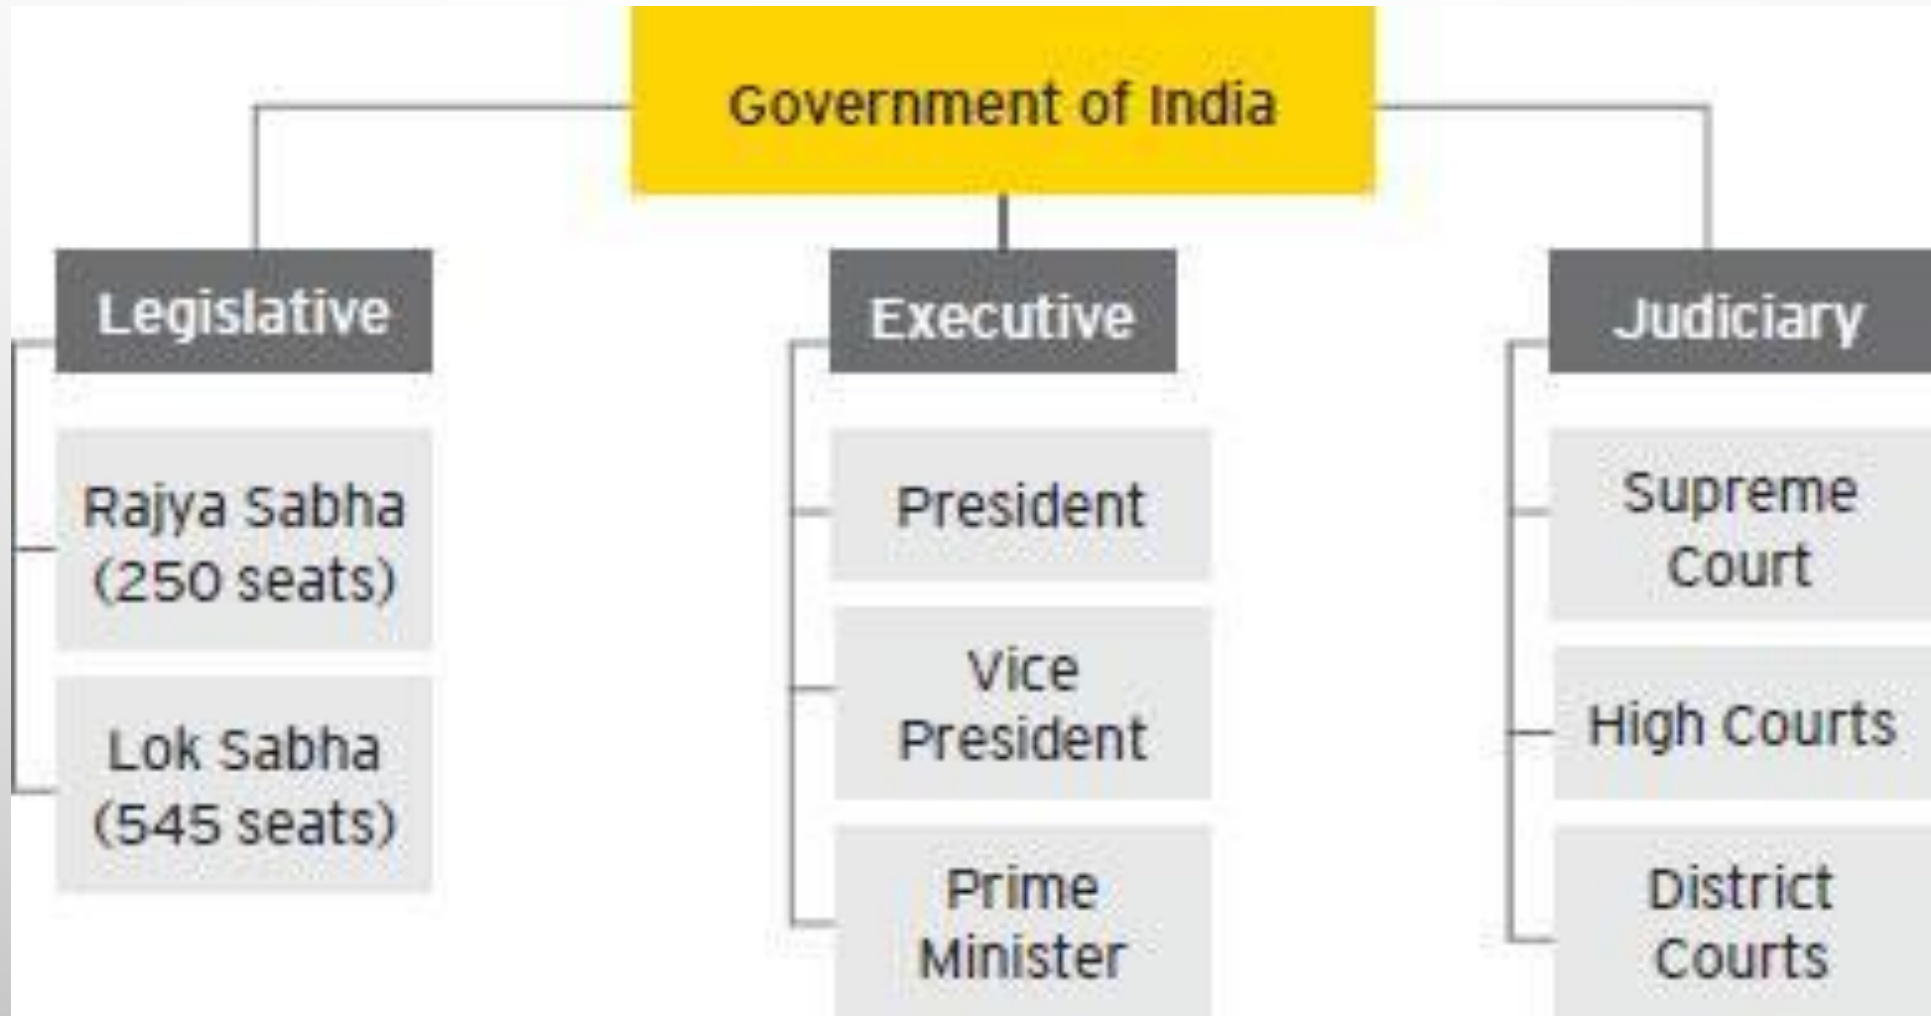 Government of India
Legislative
Rajya Sabha
(250 seats)
Lok Sabha
(545 seats)
Executive
President
Vice
President
Prime
Minister
Judiciary
Supreme
Court
High Courts
District
Courts